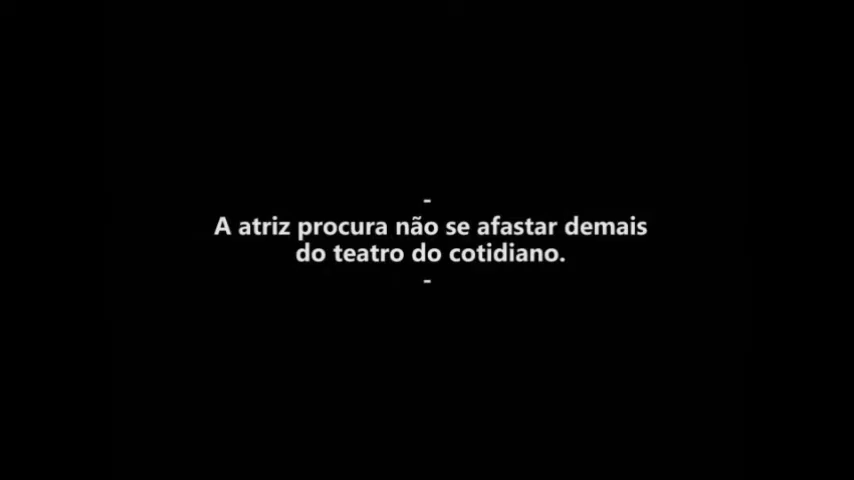 -
A atriz procura não se afastar demais
do teatro do cotidiano.
-